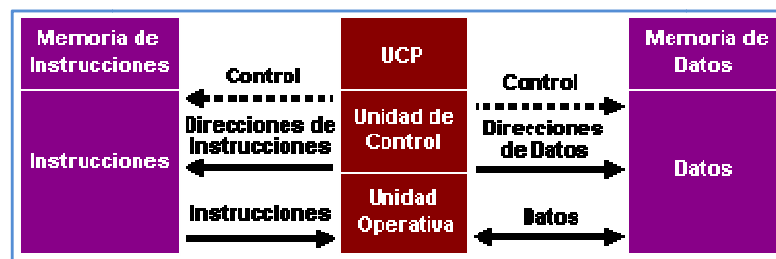 Memoria de
Instrucciones
Instrucciones
Control
Direcciones de
Instrucciones
Instrucciones
UCP
Unidad de
Control
Unidad
Operativa
Control
Direcciones
de Datos
Datos
Memoria de
Datos
Datos